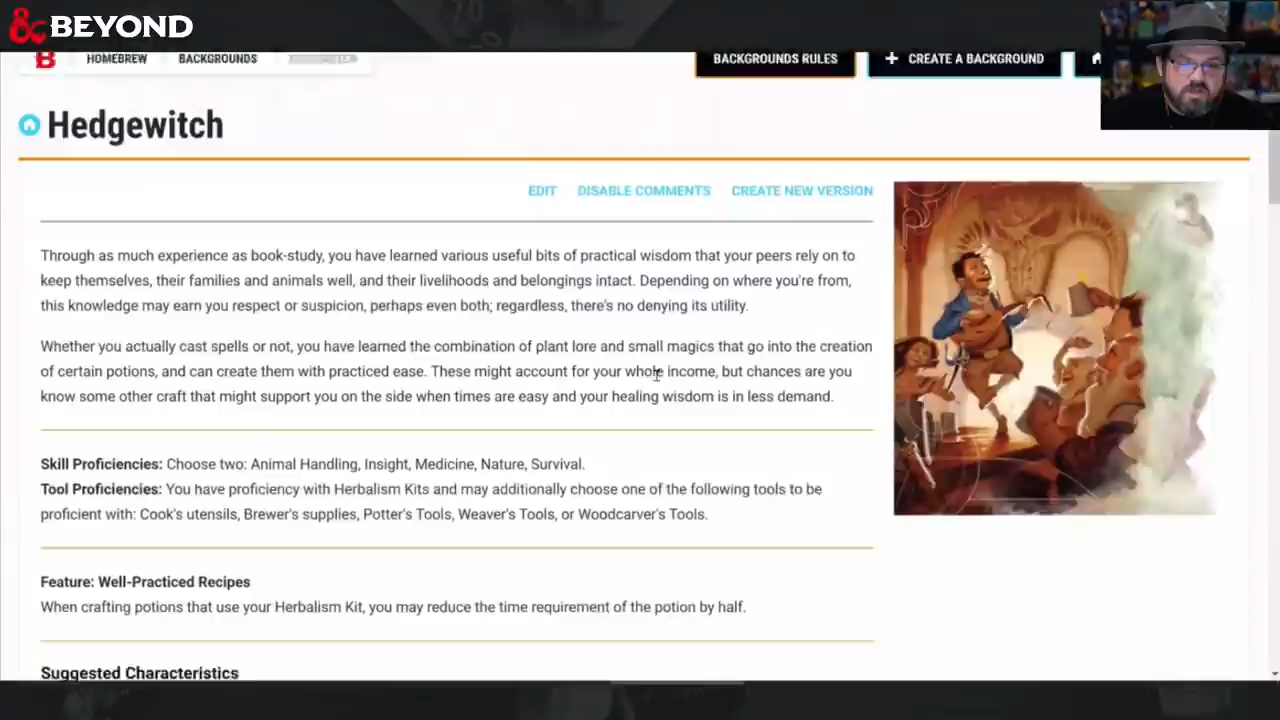 & BEYOND
B HOMEBREW BACKGROUNDS
BACKGROUNDS RULES
+ CREATE A BACKGROUND
Hedgewitch
EDIT DISABLE COMMENTS CREATE NEW VERSION
Through as much experience as book-study, you have learned various useful bits of practical wisdom that your peers rely on to
keep themselves, their families and animals well, and their livelihoods and belongings intact. Depending on where you're from,
this knowledge may earn you respect or suspicion, perhaps even both; regardless, there's no denying its utility.
Whether you actually cast spells or not, you have learned the combination of plant lore and small magics that go into the creation
of certain potions, and can create them with practiced ease. These might account for your whole income, but chances are you
know some other craft that might support you on the side when times are easy and your healing wisdom is in less demand.
Skill Proficiencies: Choose two: Animal Handling, Insight, Medicine, Nature, Survival.
Tool Proficiencies: You have proficiency with Herbalism Kits and may additionally choose one of the following tools to be
proficient with: Cook's utensils, Brewer's supplies, Potter's Tools, Weaver's Tools, or Woodcarver's Tools.
Feature: Well-Practiced Recipes
When crafting potions that use your Herbalism Kit, you may reduce the time requirement of the potion by half.
Suggested Characteristics